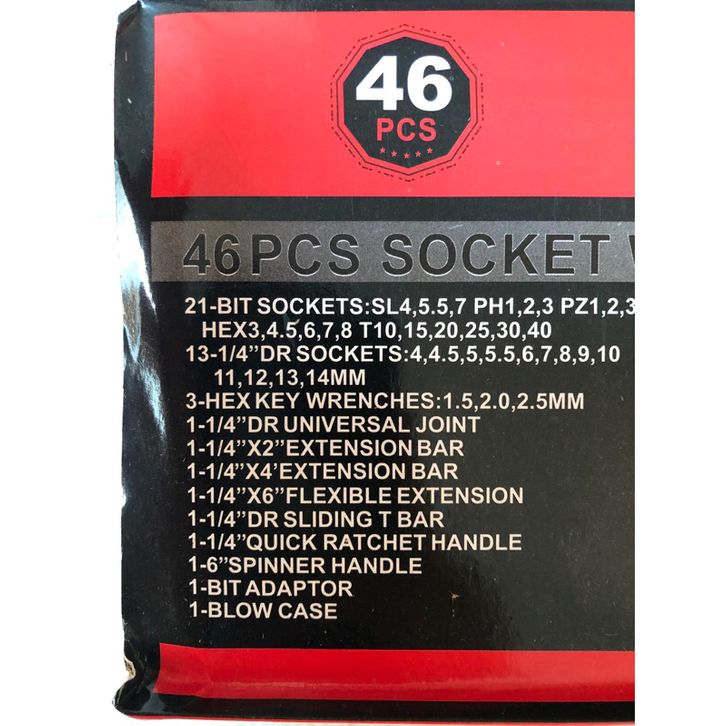 46
PCS
46PCS SOCKET
21-BIT SOCKETS:SL4,5.5,7 PH1,2,3 PZ1,2,3
HEX3,4.5,6,7,8 T10,15,20,25,30,40
13-1/4”DR SOCKETS:4,4.5,5,5.5,6,7,8,9,10
11,12,13,14MM
3-HEX KEY WRENCHES:1.5,2.0,2.5MM
1-1/4”DR UNIVERSAL JOINT
1-1/4”X2”EXTENSION BAR
1-1/4”X4’EXTENSION BAR
1-1/4”X6”FLEXIBLE EXTENSION
1-1/4”DR SLIDING T BAR
1-1/4”QUICK RATCHET HANDLE
1-6”SPINNER HANDLE
1-BIT ADAPTOR
1-BLOW CASE